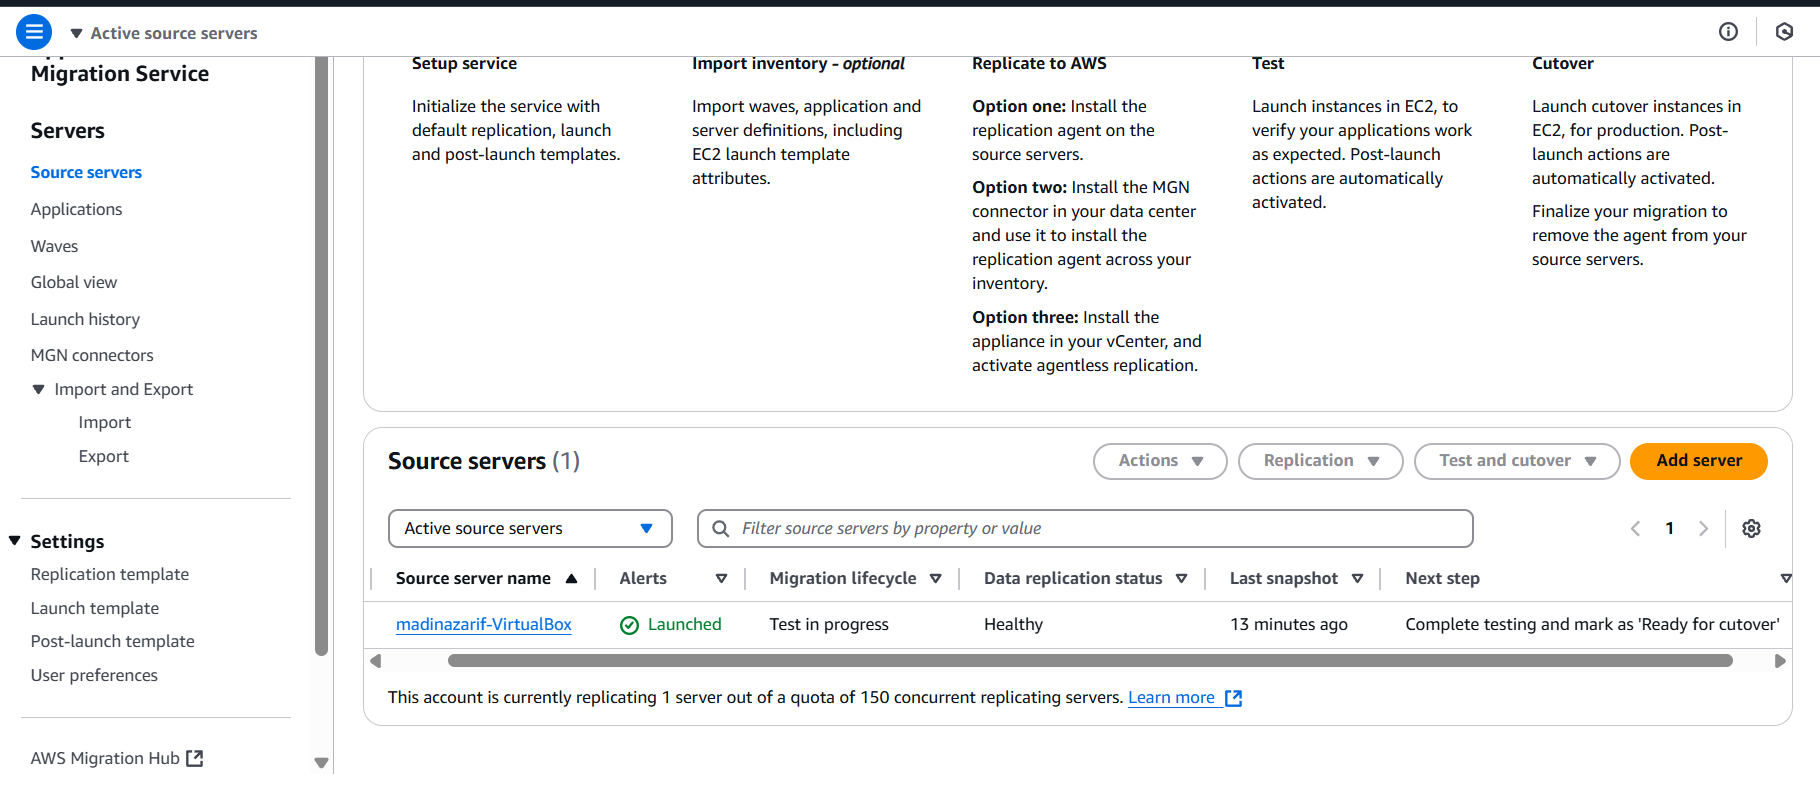 Active source servers
Migration Service
Servers
Source servers
Applications
Waves
Global view
Launch history
MGN connectors
Import and Export
Import
Export
Settings
Replication template
Launch template
Post-launch template
User preferences
AWS Migration Hub
Setup service
Initialize the service with
default replication, launch
and post-launch templates.
Import inventory - optional
Import waves, application and
server definitions, including
EC2 launch template
attributes.
Replicate to AWS
Option one: Install the
replication agent on the
source servers.
Option two: Install the MGN
connector in your data center
and use it to install the
replication agent across your
inventory.
Option three: Install the
appliance in your vCenter, and
activate agentless replication.
Test
Launch instances in EC2, to
verify your applications work
as expected. Post-launch
actions are automatically
activated.
Cutover
Launch cutover instances in
EC2, for production. Post-
launch actions are
automatically activated.
Finalize your migration to
remove the agent from your
source servers.
Source servers (1)
Actions
Replication
Test and cutover
Add server
Active source servers
Filter source servers by property or value
1
Source server name Alerts Migration lifecycle Data replication status Last snapshot Next step
madinazarif-VirtualBox Launched Test in progress Healthy 13 minutes ago Complete testing and mark as 'Ready for cutover'
This account is currently replicating 1 server out of a quota of 150 concurrent replicating servers. Learn more